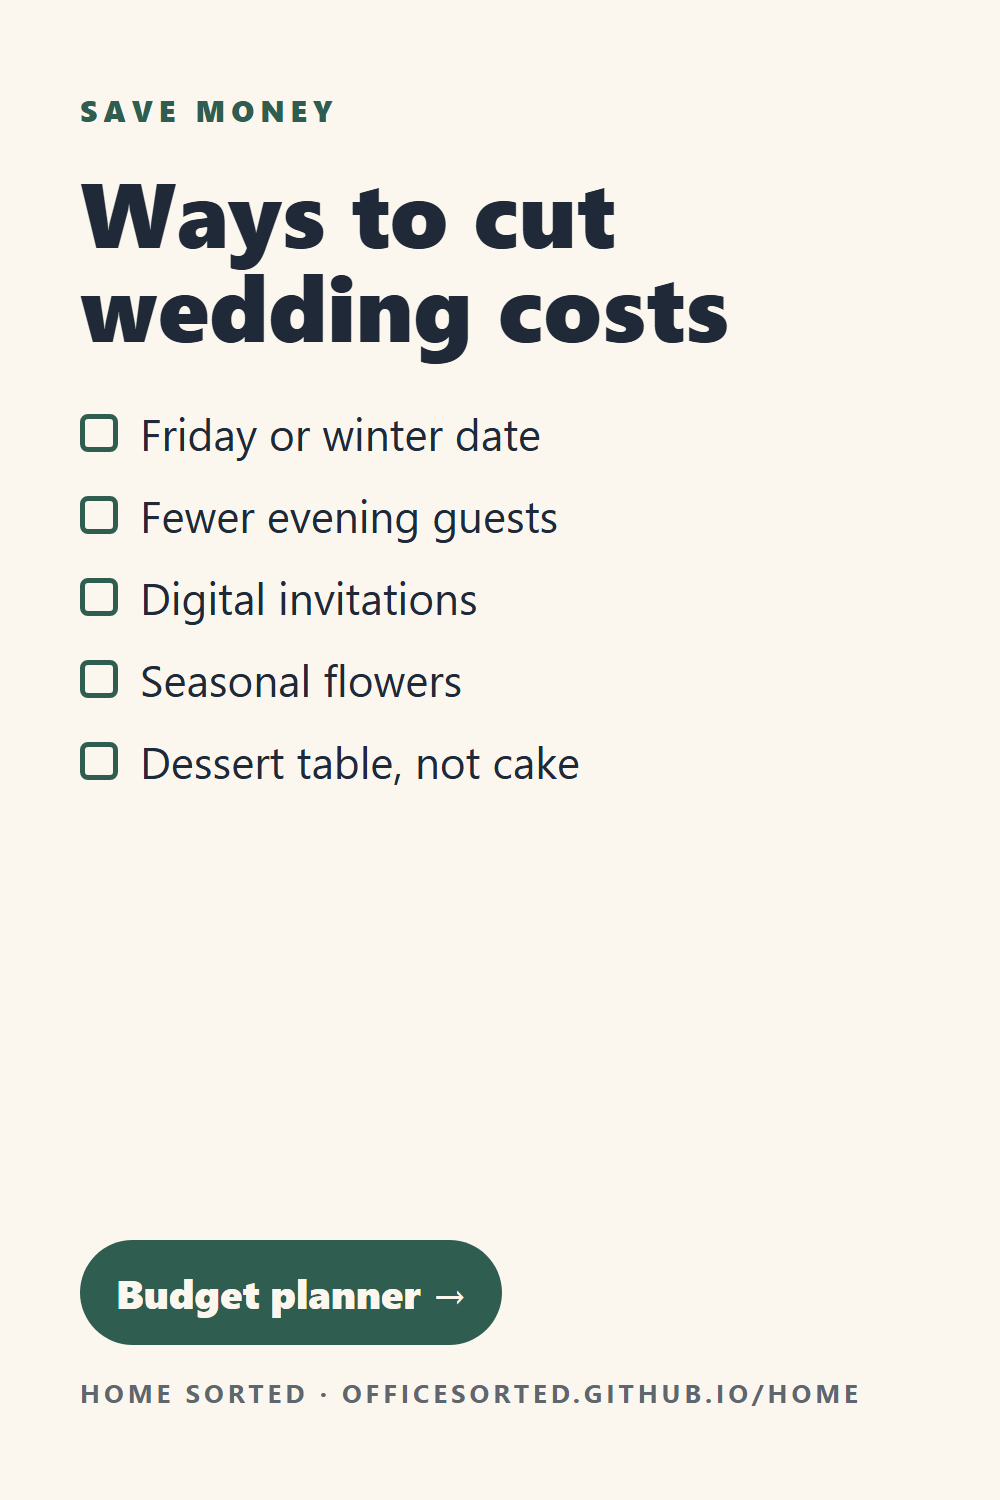 SAVE MONEY
Ways to cut
wedding costs
Friday or winter date
Fewer evening guests
Digital invitations
Seasonal flowers
Dessert table, not cake
Budget planner →
HOME SORTED · OFFICESORTED.GITHUB.IO/HOME